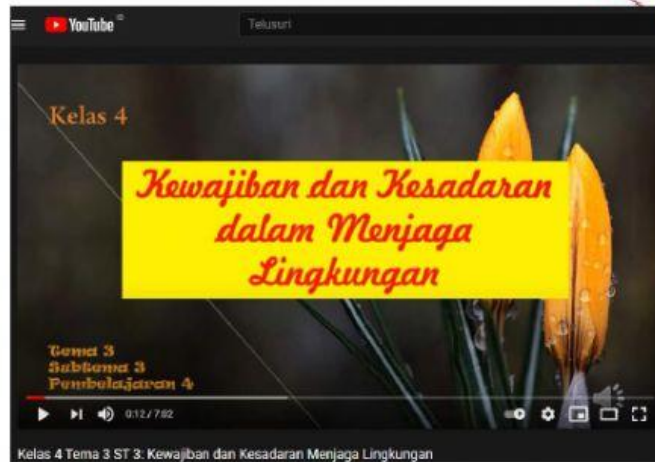 YouTube ID
Telusuri
Kelas 4
Kewajiban dan Kesadaran
dalam Menjaga
Lingkungan
Tema 3
Subtema 3
Pembelajaran 4
0:12 / 7:02
Kelas 4 Tema 3 ST 3: Kewajiban dan Kesadaran Menjaga Lingkungan